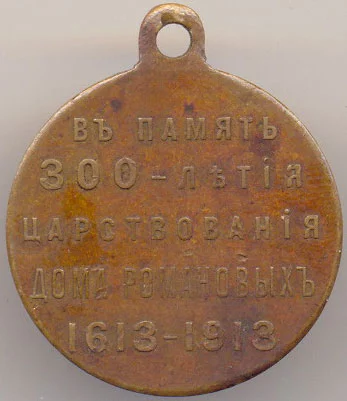 ВЪ ПАМЯТЬ
300-ЛѢТІЯ
ЦАРСТВОВАНІЯ
ДОМА РОМАНОВЫХЪ
1613-1913